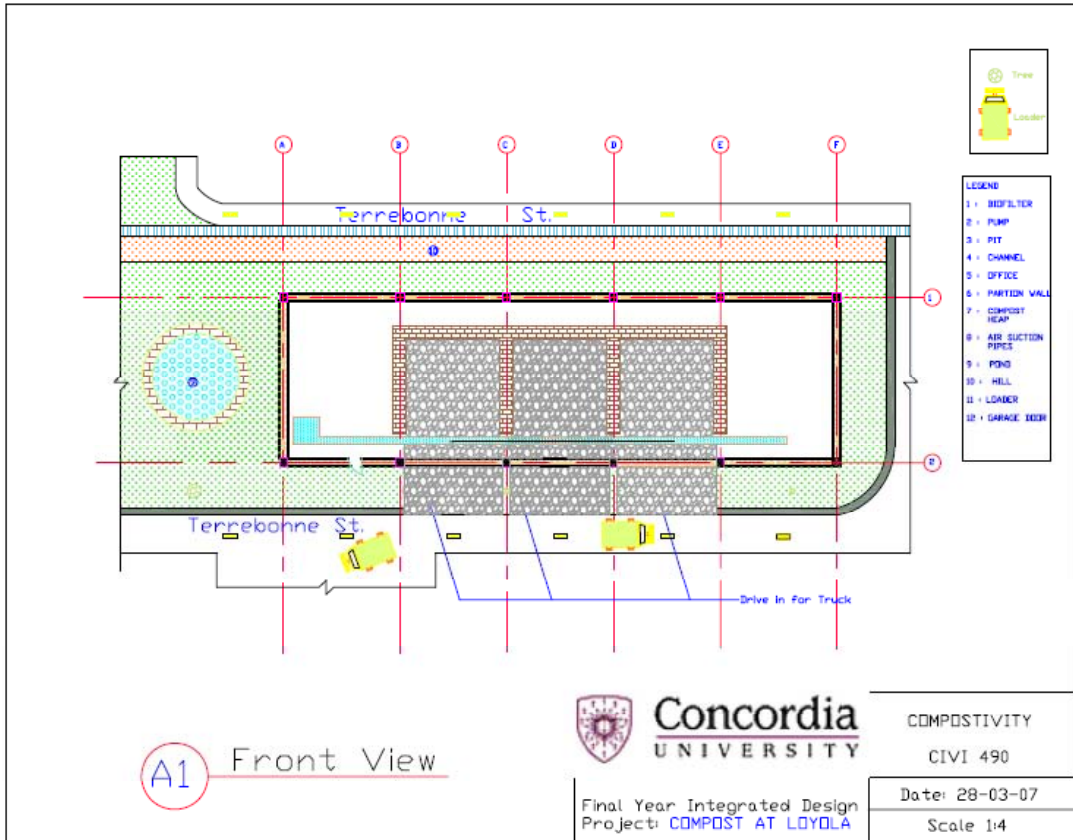 Tree
Loader
A
B
C
D
E
F
LEGEND
1 : BIOFILTER
2 : PUMP
3 : PIT
4 : CHANNEL
5 : OFFICE
6 : PARTION WALL
7 - COMPOST
HEAP
8 : AIR SUCTION
PIPES
9 : POND
10 : HILL
11 : LOADER
12 : GARAGE DOOR
Terrebonne St.
10
1
2
Terrebonne St.
Drive in for Truck
A1 Front View
Concordia
UNIVERSITY
COMPOSTIVITY
CIVI 490
Final Year Integrated Design
Project: COMPOST AT LOYOLA
Date: 28-03-07
Scale 1:4